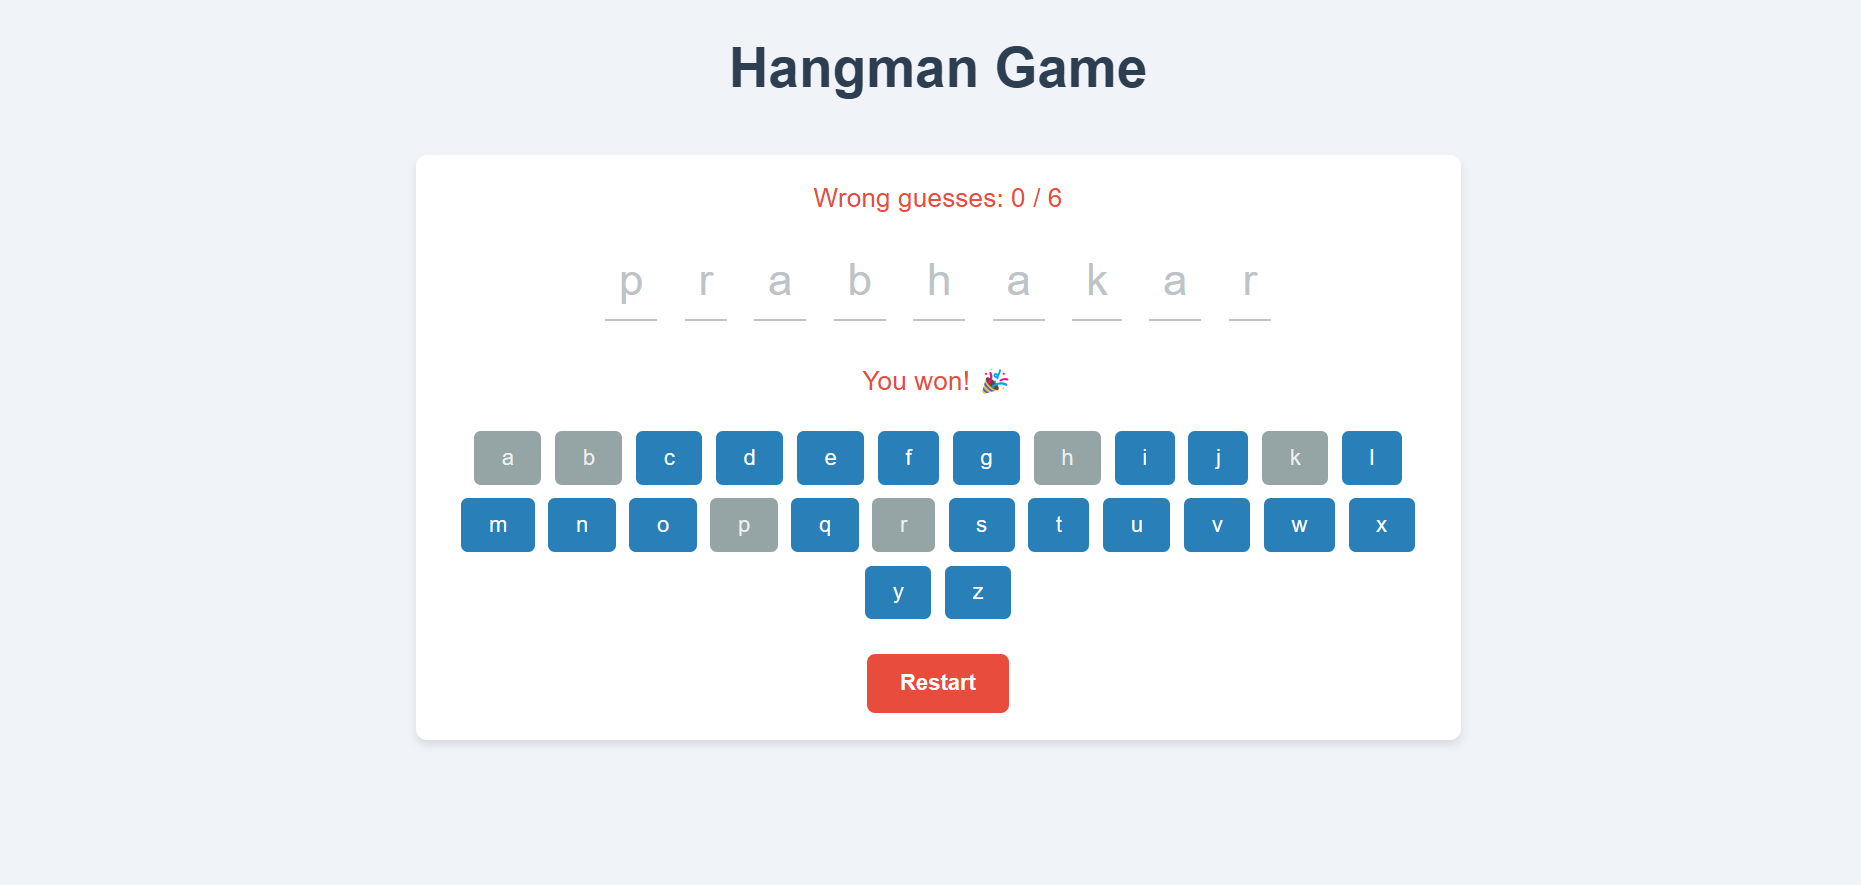 Hangman Game
Wrong guesses: 0 / 6
p r a b h a k a r
You won! 🎉
a b c d e f g h i j k l
m n o p q r s t u v w x
y z
Restart